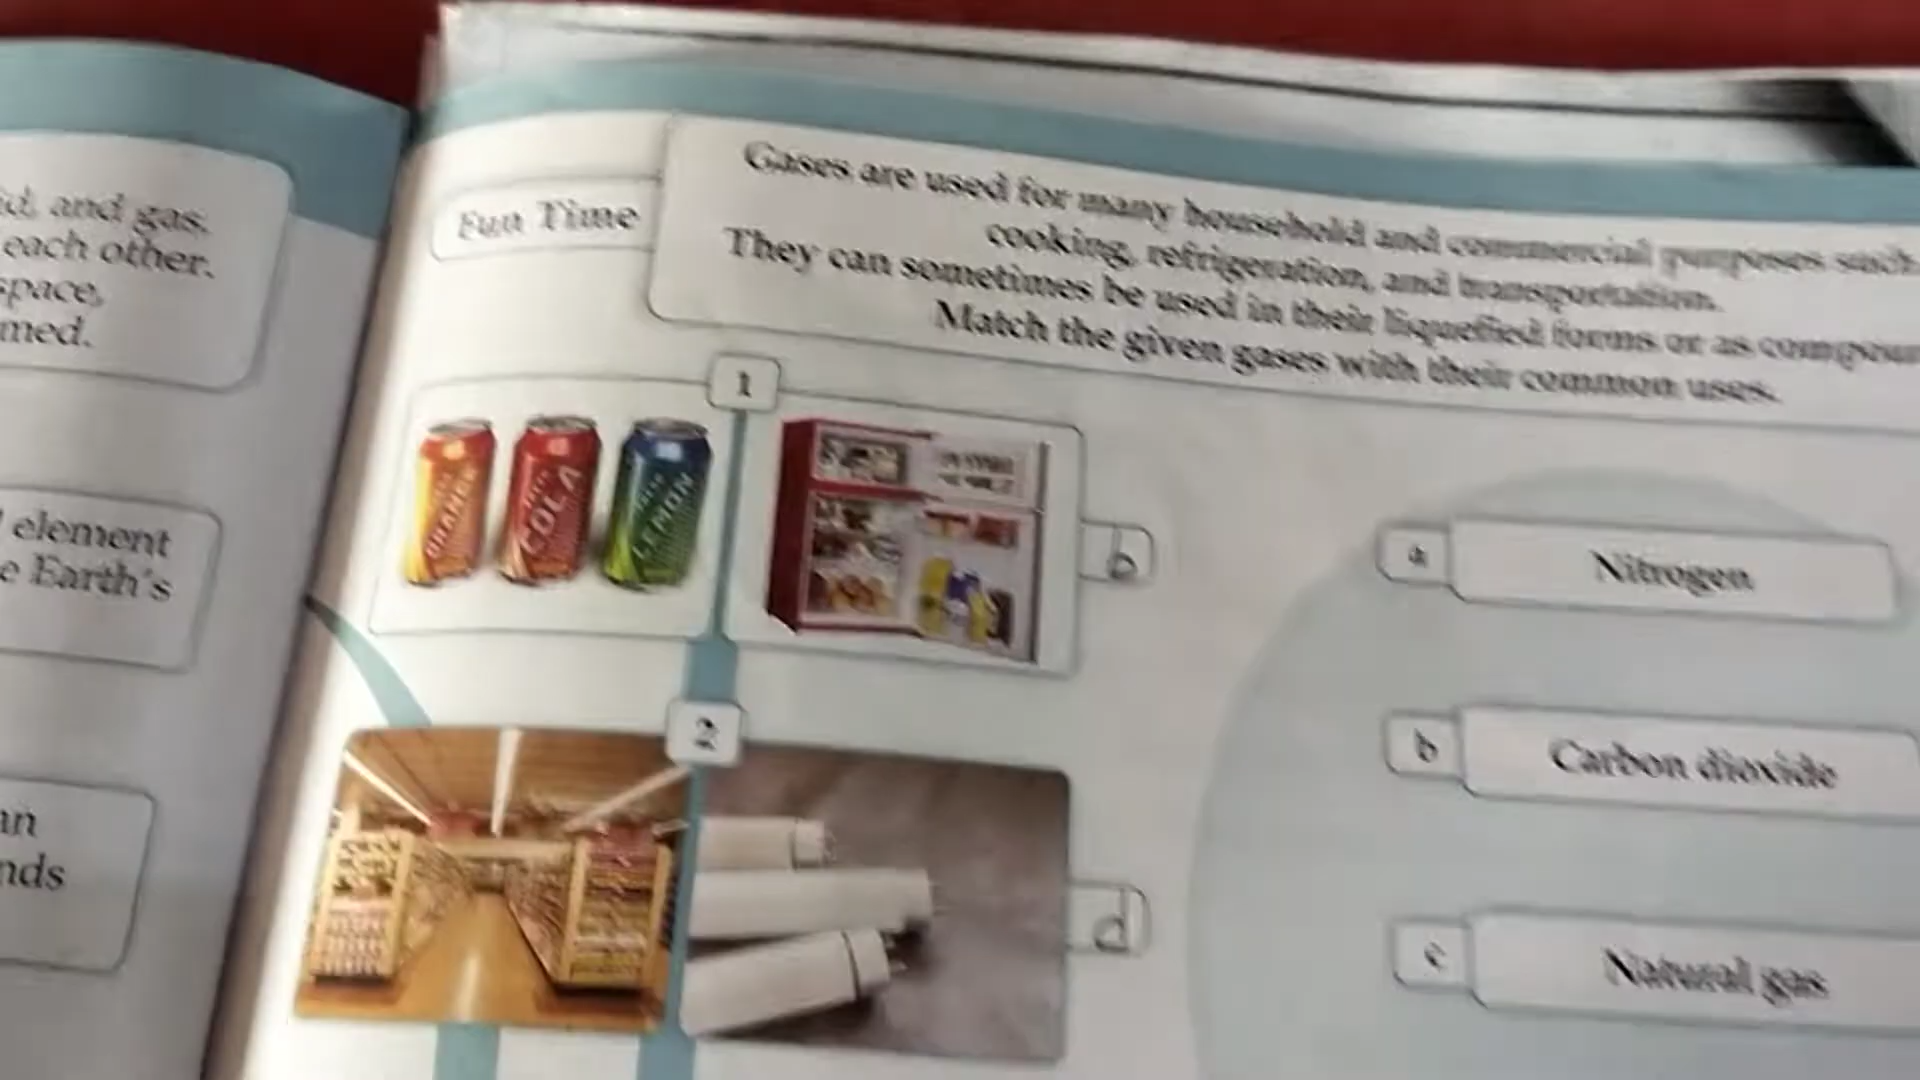 id, and gas,
each other.
space,
med.
element
e Earth's
an
nds
Fun Time
Gases are used for many household and commercial purposes such
cooking, refrigeration, and transportation.
They can sometimes be used in their liquefied forms or as compoun
Match the given gases with their common uses.
1
ORANGE
COLA
LEMON
b
2
d
a Nitrogen
b Carbon dioxide
c Natural gas